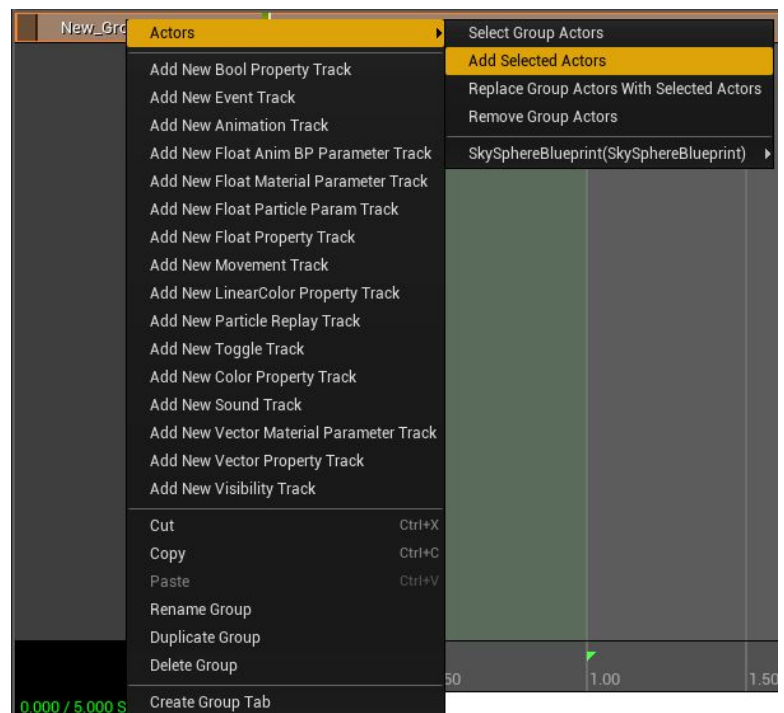 New_Gro
Actors
Add New Bool Property Track
Add New Event Track
Add New Animation Track
Add New Float Anim BP Parameter Track
Add New Float Material Parameter Track
Add New Float Particle Param Track
Add New Float Property Track
Add New Movement Track
Add New LinearColor Property Track
Add New Particle Replay Track
Add New Toggle Track
Add New Color Property Track
Add New Sound Track
Add New Vector Material Parameter Track
Add New Vector Property Track
Add New Visibility Track
Cut Ctrl+X
Copy Ctrl+C
Paste Ctrl+V
Rename Group
Duplicate Group
Delete Group
Create Group Tab
Select Group Actors
Add Selected Actors
Replace Group Actors With Selected Actors
Remove Group Actors
SkySphereBlueprint(SkySphereBlueprint)
50 1.00 1.50
0.000 / 5.000 S